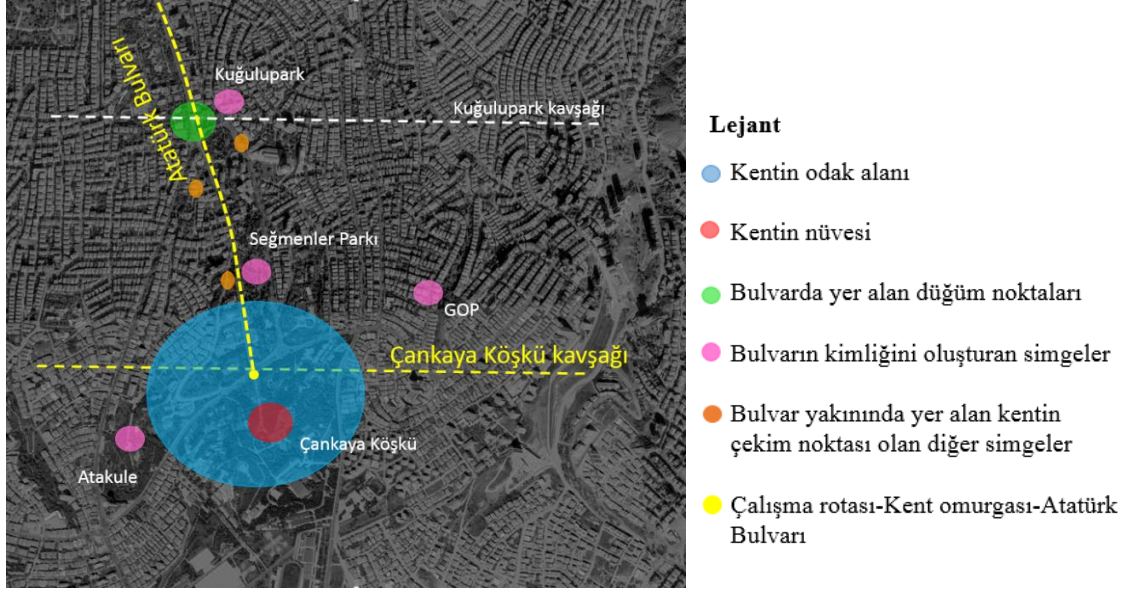 Atatürk Bulvarı
Kuğulupark
Kuğulupark kavşağı
Seğmenler Parkı
GOP
Çankaya Köşkü kavşağı
Çankaya Köşkü
Atakule
Lejant
Kentin odak alanı
Kentin nüvesi
Bulvarda yer alan düğüm noktaları
Bulvarın kimliğini oluşturan simgeler
Bulvar yakınında yer alan kentin
çekim noktası olan diğer simgeler
Çalışma rotası-Kent omurgası-Atatürk
Bulvarı